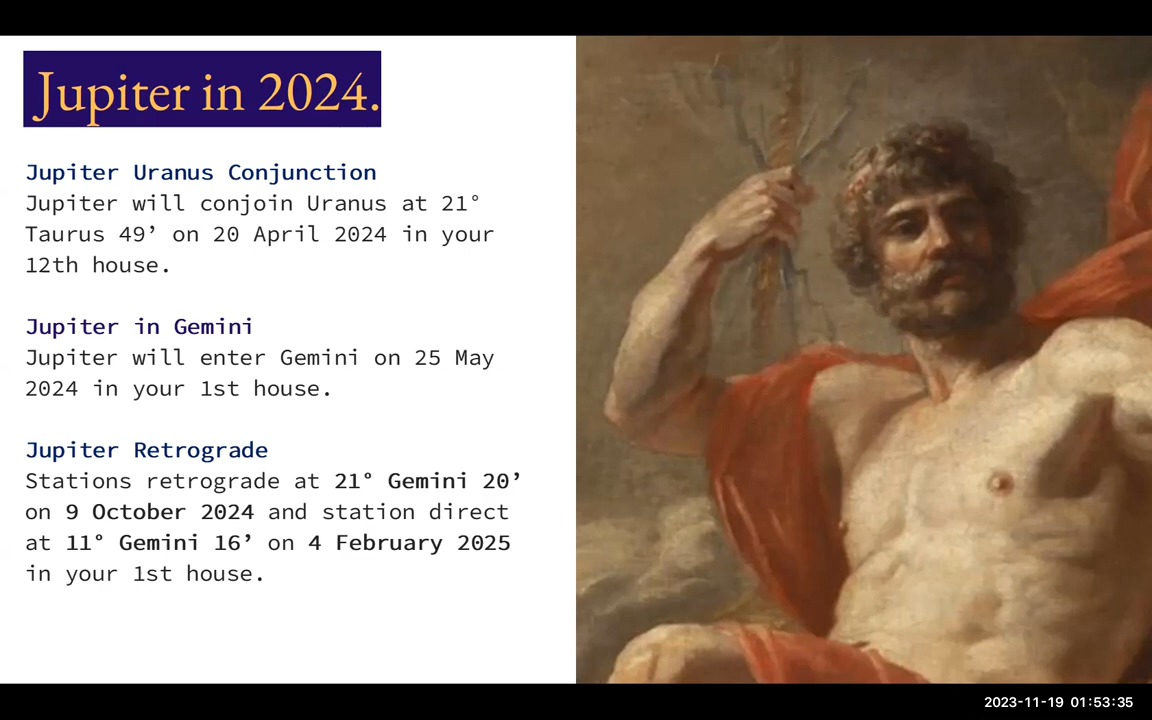 Jupiter in 2024.
Jupiter Uranus Conjunction
Jupiter will conjoin Uranus at 21°
Taurus 49’ on 20 April 2024 in your
12th house.
Jupiter in Gemini
Jupiter will enter Gemini on 25 May
2024 in your 1st house.
Jupiter Retrograde
Stations retrograde at 21° Gemini 20’
on 9 October 2024 and station direct
at 11° Gemini 16’ on 4 February 2025
in your 1st house.
2023-11-19 01:53:35